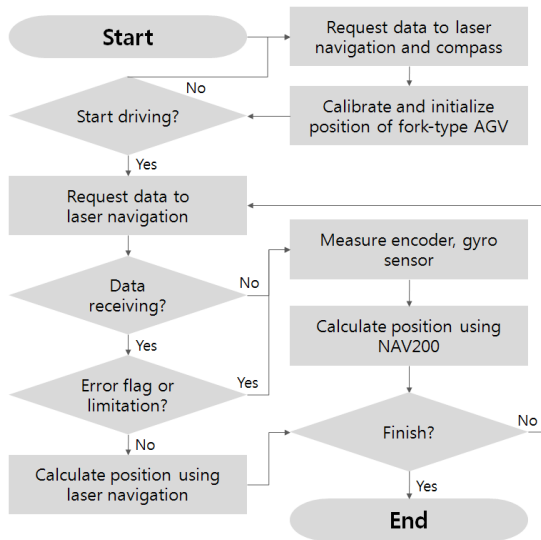 Start
Request data to laser
navigation and compass
No
Start driving?
Calibrate and initialize
position of fork-type AGV
Yes
Request data to
laser navigation
Data
receiving?
No
Measure encoder, gyro
sensor
Yes
Calculate position using
NAV200
Error flag or
limitation?
Yes
No
Calculate position using
laser navigation
Finish?
No
Yes
End